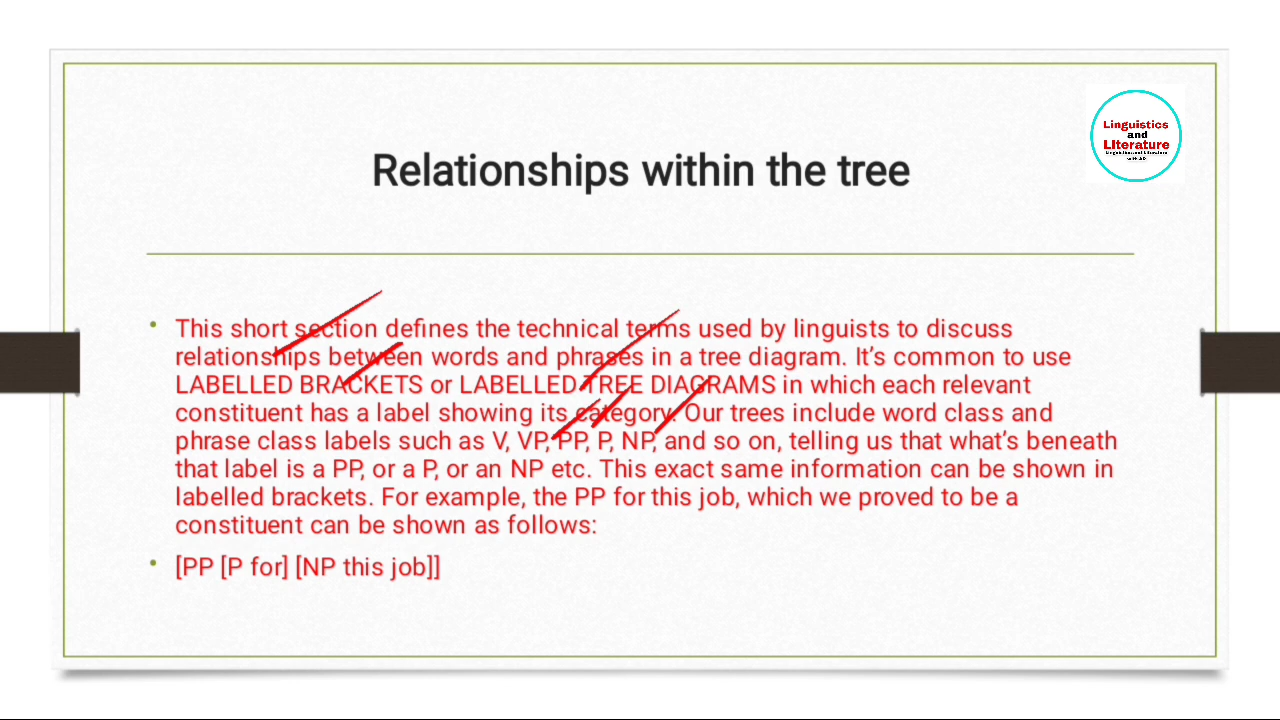 Linguistics
and
LIterature
Relationships within the tree
This short section defines the technical terms used by linguists to discuss
relationships between words and phrases in a tree diagram. It’s common to use
LABELLED BRACKETS or LABELLED TREE DIAGRAMS in which each relevant
constituent has a label showing its category. Our trees include word class and
phrase class labels such as V, VP, PP, P, NP, and so on, telling us that what’s beneath
that label is a PP, or a P, or an NP etc. This exact same information can be shown in
labelled brackets. For example, the PP for this job, which we proved to be a
constituent can be shown as follows:
[PP [P for] [NP this job]]